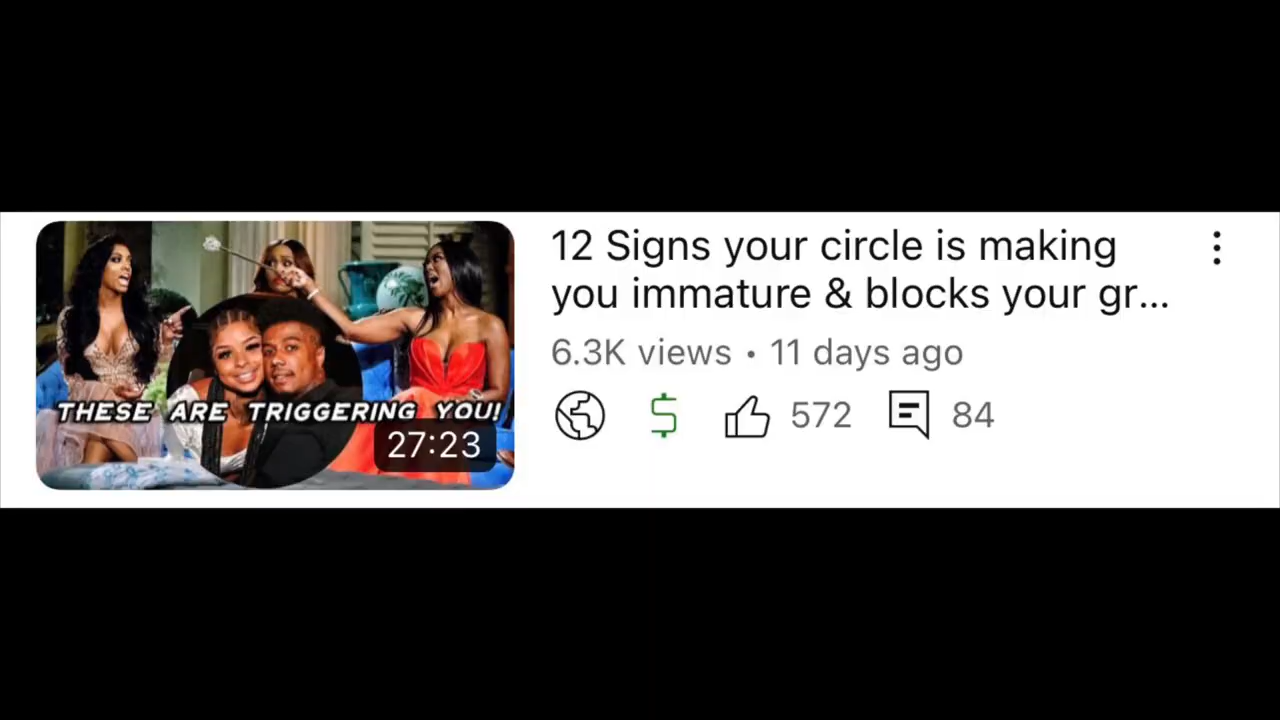 THESE ARE TRIGGERING YOU!
27:23
12 Signs your circle is making
you immature & blocks your gr...
6.3K views • 11 days ago
572 84